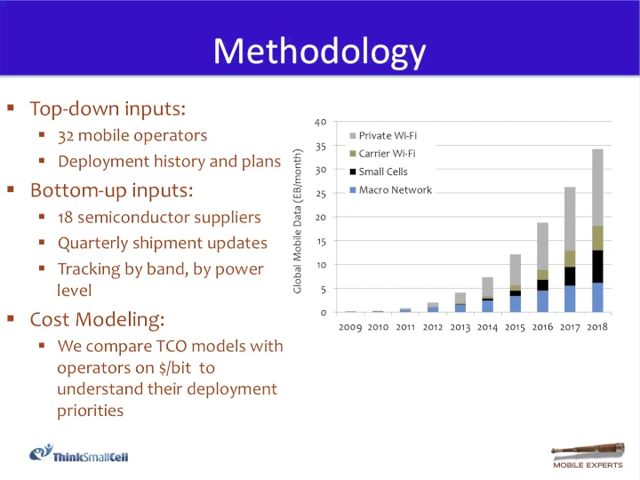 Methodology
Top-down inputs:
32 mobile operators
Deployment history and plans
Bottom-up inputs:
18 semiconductor suppliers
Quarterly shipment updates
Tracking by band, by power
level
Cost Modeling:
We compare TCO models with
operators on $/bit to
understand their deployment
priorities
Global Mobile Data (EB/month)
40
35
30
25
20
15
10
5
0
Private Wi-Fi
Carrier Wi-Fi
Small Cells
Macro Network
2009 2010 2011 2012 2013 2014 2015 2016 2017 2018
ThinkSmallCell
MOBILE EXPERTS